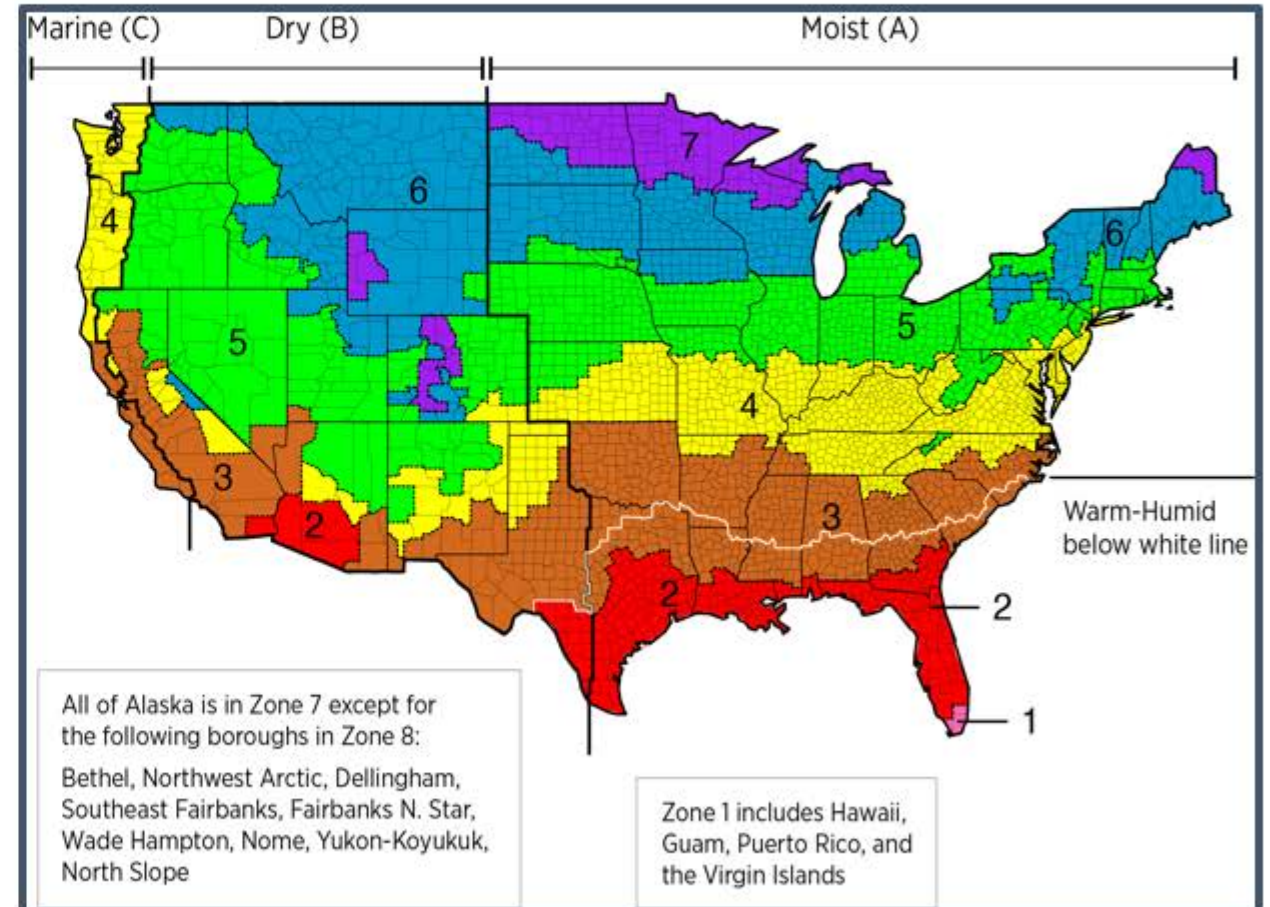 Marine (C)
Dry (B)
Moist (A)
7
6
4
6
5
5
4
3
3
2
Warm-Humid
below white line
2
2
1
All of Alaska is in Zone 7 except for
the following boroughs in Zone 8:
Bethel, Northwest Arctic, Dellingham,
Southeast Fairbanks, Fairbanks N. Star,
Wade Hampton, Nome, Yukon-Koyukuk,
North Slope
Zone 1 includes Hawaii,
Guam, Puerto Rico, and
the Virgin Islands